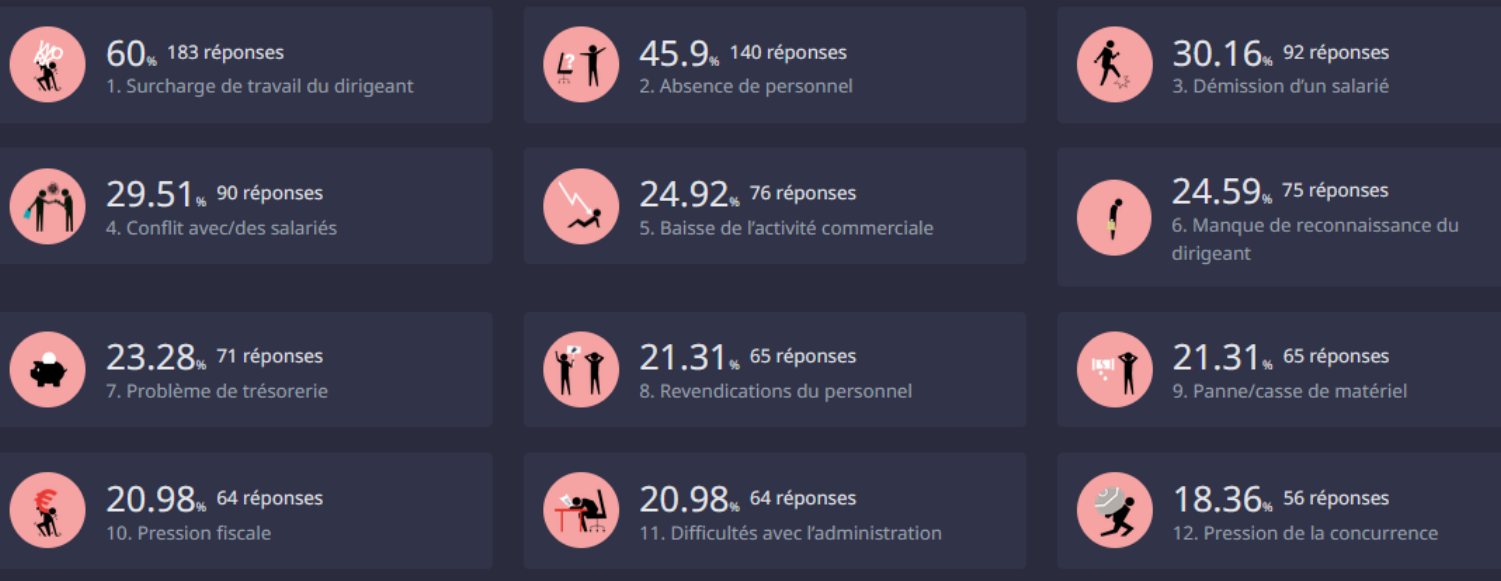 60% 183 réponses
1. Surcharge de travail du dirigeant
45.9% 140 réponses
2. Absence de personnel
30.16% 92 réponses
3. Démission d'un salarié
29.51% 90 réponses
4. Conflit avec/des salariés
24.92% 76 réponses
5. Baisse de l'activité commerciale
24.59% 75 réponses
6. Manque de reconnaissance du
dirigeant
23.28% 71 réponses
7. Problème de trésorerie
21.31% 65 réponses
8. Revendications du personnel
21.31% 65 réponses
9. Panne/casse de matériel
20.98% 64 réponses
10. Pression fiscale
20.98% 64 réponses
11. Difficultés avec l'administration
18.36% 56 réponses
12. Pression de la concurrence